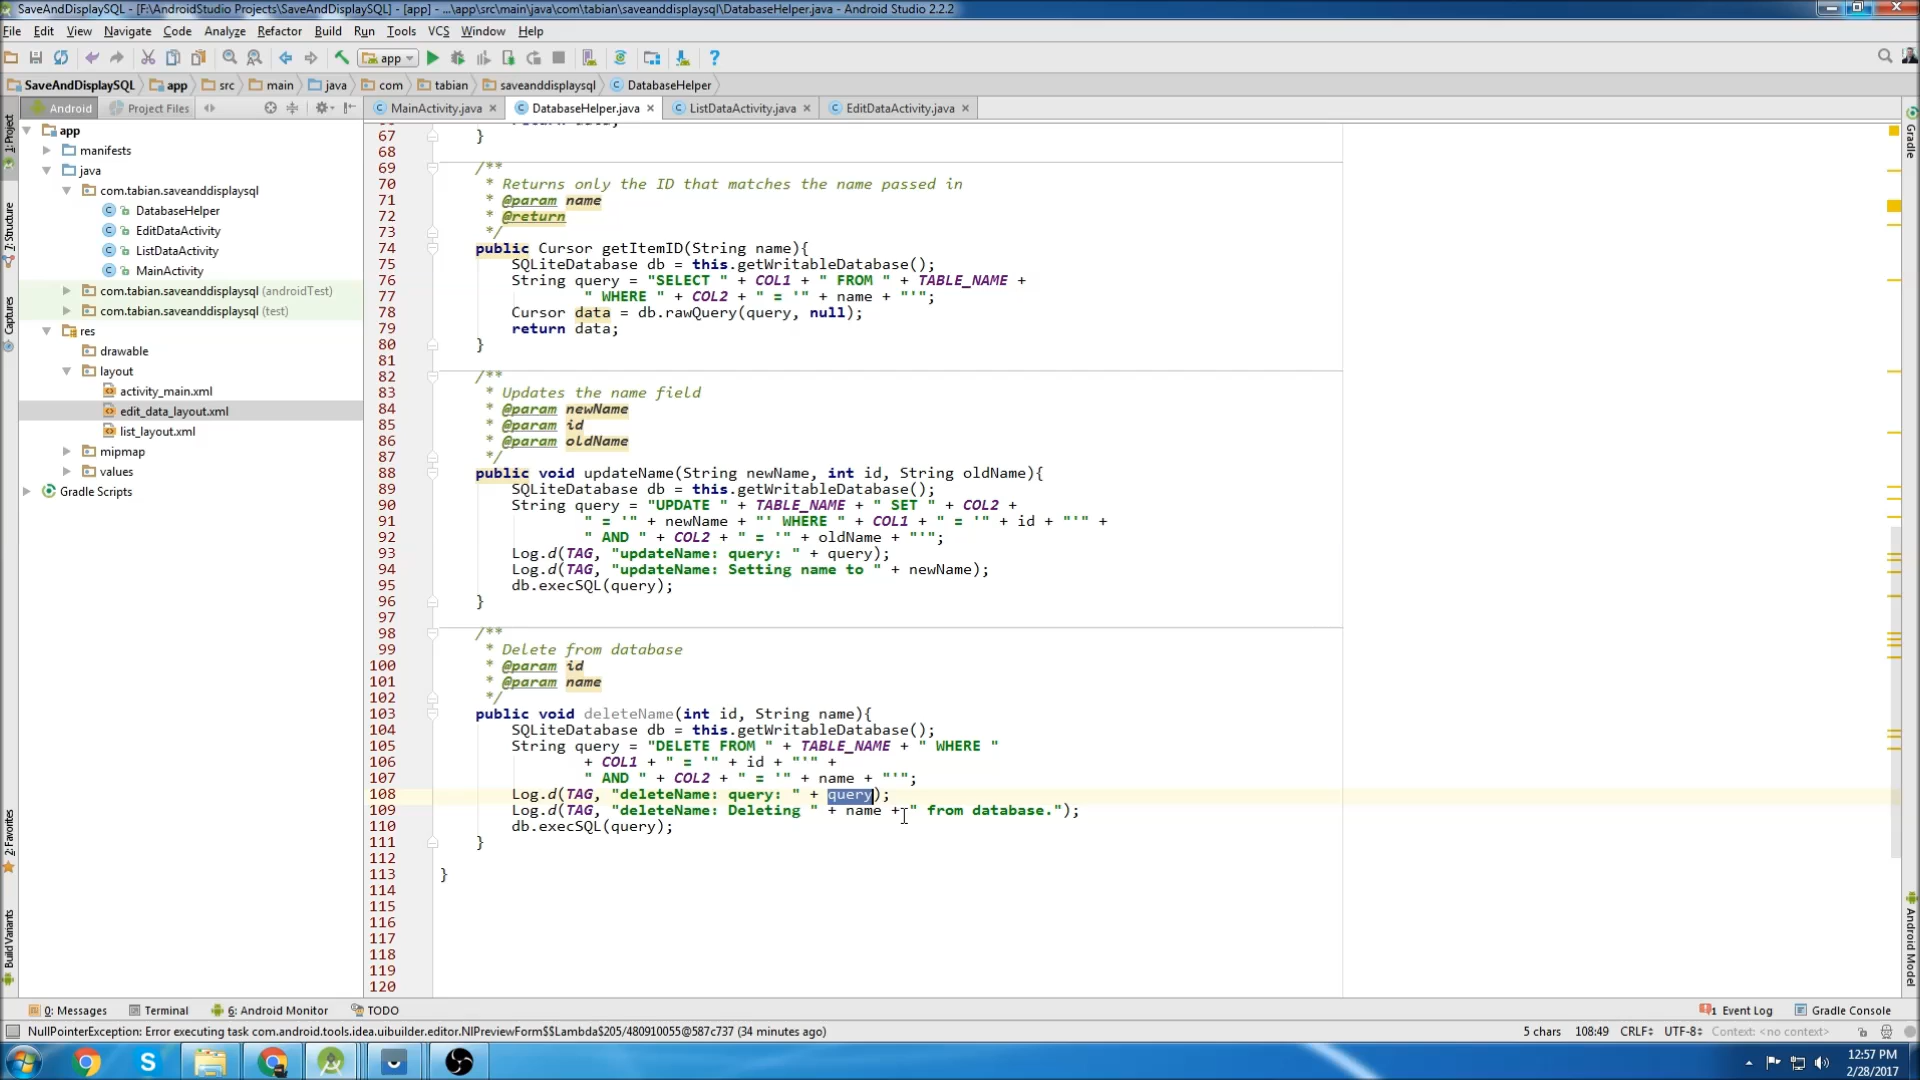 SaveAndDisplaySQL - [F:\AndroidStudio Projects\SaveAndDisplaySQL] - [app] - ...\app\src\main\java\com\tabian\saveanddisplaysql\DatabaseHelper.java - Android Studio 2.2.2
File Edit View Navigate Code Analyze Refactor Build Run Tools VCS Window Help
app
SaveAndDisplaySQL app src main java com tabian saveanddisplaysql DatabaseHelper
Android Project Files MainActivity.java DatabaseHelper.java ListDataActivity.java EditDataActivity.java
1: Project
7: Structure
Captures
2: Favorites
Build Variants
app
manifests
java
com.tabian.saveanddisplaysql
DatabaseHelper
EditDataActivity
ListDataActivity
MainActivity
com.tabian.saveanddisplaysql (androidTest)
com.tabian.saveanddisplaysql (test)
res
drawable
layout
activity_main.xml
edit_data_layout.xml
list_layout.xml
mipmap
values
Gradle Scripts
67 }
68
69 /**
70 * Returns only the ID that matches the name passed in
71 * @param name
72 * @return
73 */
74 public Cursor getItemID(String name){
75 SQLiteDatabase db = this.getWritableDatabase();
76 String query = "SELECT " + COL1 + " FROM " + TABLE_NAME +
77 " WHERE " + COL2 + " = '" + name + "'";
78 Cursor data = db.rawQuery(query, null);
79 return data;
80 }
81
82 /**
83 * Updates the name field
84 * @param newName
85 * @param id
86 * @param oldName
87 */
88 public void updateName(String newName, int id, String oldName){
89 SQLiteDatabase db = this.getWritableDatabase();
90 String query = "UPDATE " + TABLE_NAME + " SET " + COL2 +
91 " = '" + newName + "' WHERE " + COL1 + " = '" + id + "'" +
92 " AND " + COL2 + " = '" + oldName + "'";
93 Log.d(TAG, "updateName: query: " + query);
94 Log.d(TAG, "updateName: Setting name to " + newName);
95 db.execSQL(query);
96 }
97
98 /**
99 * Delete from database
100 * @param id
101 * @param name
102 */
103 public void deleteName(int id, String name){
104 SQLiteDatabase db = this.getWritableDatabase();
105 String query = "DELETE FROM " + TABLE_NAME + " WHERE "
106 + COL1 + " = '" + id + "'" +
107 " AND " + COL2 + " = '" + name + "'";
108 Log.d(TAG, "deleteName: query: " + query);
109 Log.d(TAG, "deleteName: Deleting " + name + " from database.");
110 db.execSQL(query);
111 }
112
113 }
114
115
116
117
118
119
120
Gradle
Android Model
0: Messages Terminal 6: Android Monitor TODO 1 Event Log Gradle Console
NullPointerException: Error executing task com.android.tools.idea.uibuilder.editor.NlPreviewForm$$Lambda$205/480910055@587c737 (34 minutes ago) 5 chars 108:49 CRLF UTF-8 Context: <no context>
12:57 PM
2/28/2017